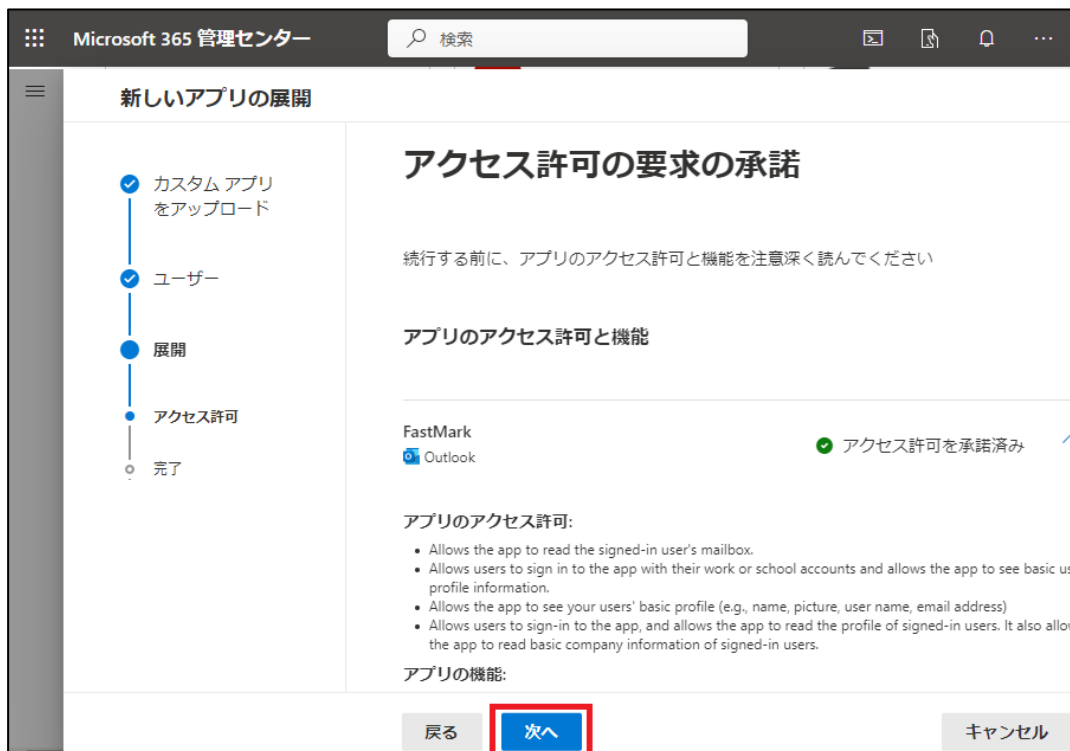 Microsoft 365 管理センター
検索
新しいアプリの展開
カスタム アプリ
をアップロード
ユーザー
展開
アクセス許可
完了
アクセス許可の要求の承諾
続行する前に、アプリのアクセス許可と機能を注意深く読んでください
アプリのアクセス許可と機能
FastMark
Outlook
アクセス許可を承諾済み
アプリのアクセス許可:
• Allows the app to read the signed-in user's mailbox.
• Allows users to sign in to the app with their work or school accounts and allows the app to see basic
profile information.
• Allows the app to see your users' basic profile (e.g., name, picture, user name, email address)
• Allows users to sign-in to the app, and allows the app to read the profile of signed-in users. It also
the app to read basic company information of signed-in users.
アプリの機能:
戻る
次へ
キャンセル